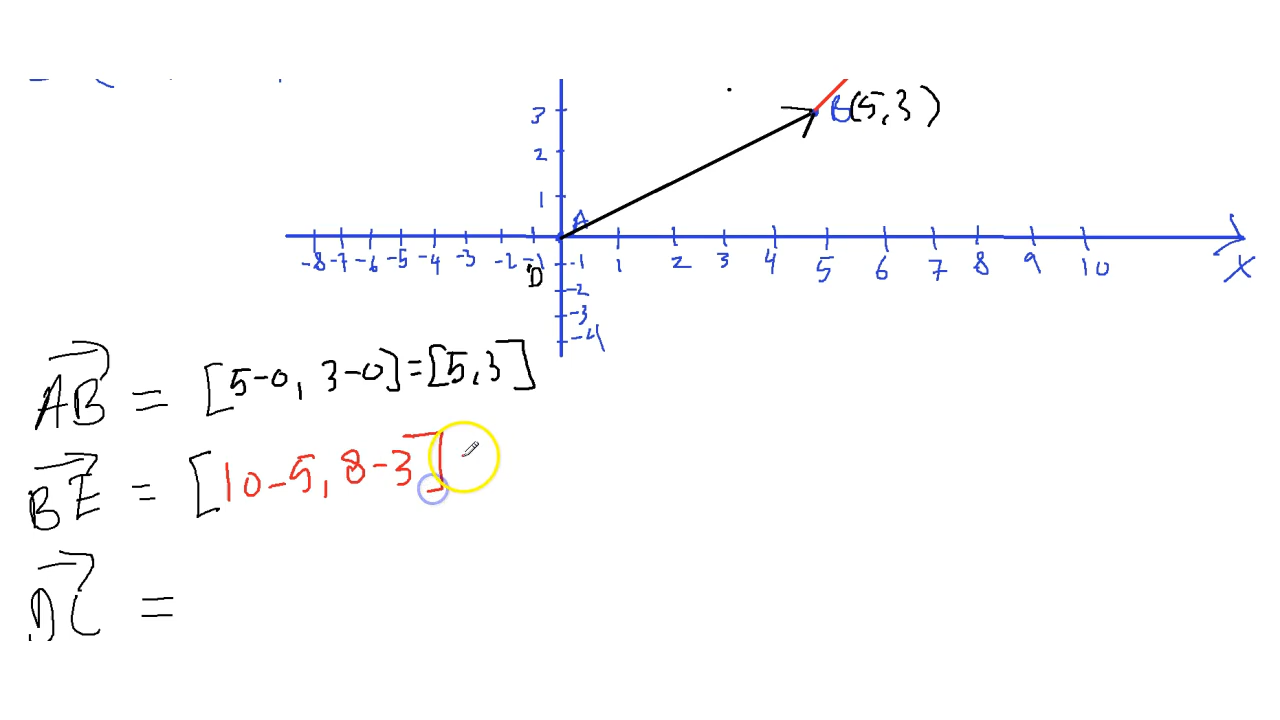 3 B(5,3)
2
1
A
-8 -7 -6 -5 -4 -3 -2 -1 -1 1 2 3 4 5 6 7 8 9 10 X
D
-2
-3
-4
AB = [5-0, 3-0] = [5,3]
BE = [10-5, 8-3]
DC =